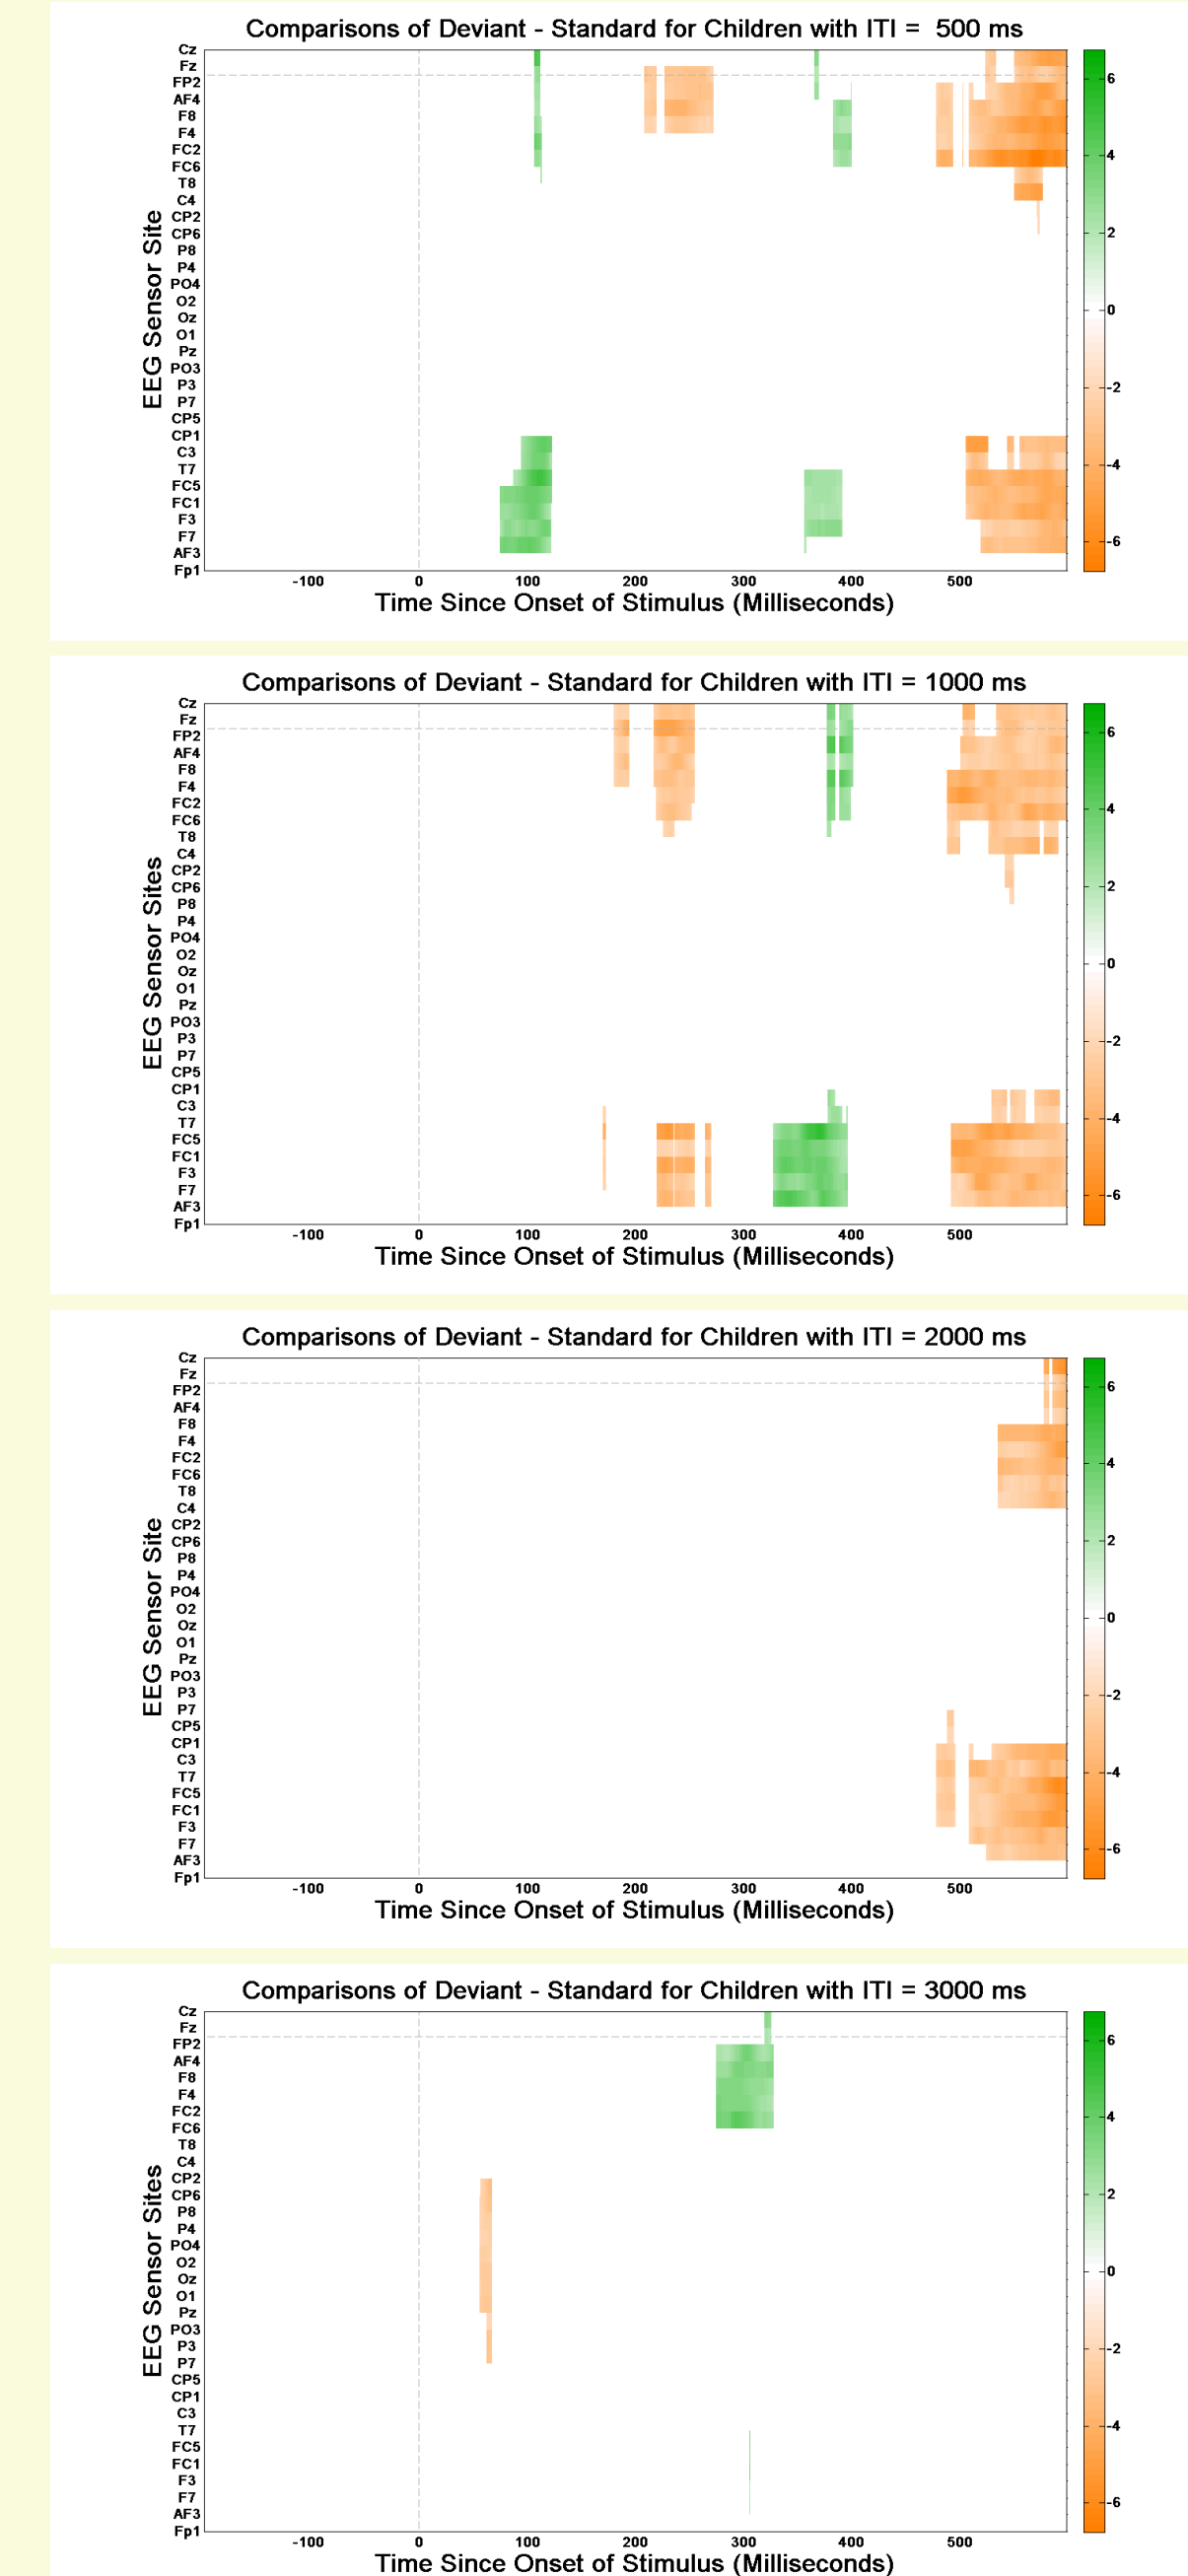 Comparisons of Deviant - Standard for Children with ITI =  500 ms
Cz
Fz
FP2
AF4
F8
F4
FC2
FC6
T8
C4
CP2
CP6
P8
P4
PO4
O2
Oz
O1
Pz
PO3
P3
P7
CP5
CP1
C3
T7
FC5
FC1
F3
F7
AF3
Fp1
EEG Sensor Site
6
4
2
0
-2
-4
-6
-100 0 100 200 300 400 500
Time Since Onset of Stimulus (Milliseconds)
Comparisons of Deviant - Standard for Children with ITI = 1000 ms
Cz
Fz
FP2
AF4
F8
F4
FC2
FC6
T8
C4
CP2
CP6
P8
P4
PO4
O2
Oz
O1
Pz
PO3
P3
P7
CP5
CP1
C3
T7
FC5
FC1
F3
F7
AF3
Fp1
EEG Sensor Sites
6
4
2
0
-2
-4
-6
-100 0 100 200 300 400 500
Time Since Onset of Stimulus (Milliseconds)
Comparisons of Deviant - Standard for Children with ITI = 2000 ms
Cz
Fz
FP2
AF4
F8
F4
FC2
FC6
T8
C4
CP2
CP6
P8
P4
PO4
O2
Oz
O1
Pz
PO3
P3
P7
CP5
CP1
C3
T7
FC5
FC1
F3
F7
AF3
Fp1
EEG Sensor Site
6
4
2
0
-2
-4
-6
-100 0 100 200 300 400 500
Time Since Onset of Stimulus (Milliseconds)
Comparisons of Deviant - Standard for Children with ITI = 3000 ms
Cz
Fz
FP2
AF4
F8
F4
FC2
FC6
T8
C4
CP2
CP6
P8
P4
PO4
O2
Oz
O1
Pz
PO3
P3
P7
CP5
CP1
C3
T7
FC5
FC1
F3
F7
AF3
Fp1
EEG Sensor Sites
6
4
2
0
-2
-4
-6
-100 0 100 200 300 400 500
Time Since Onset of Stimulus (Milliseconds)